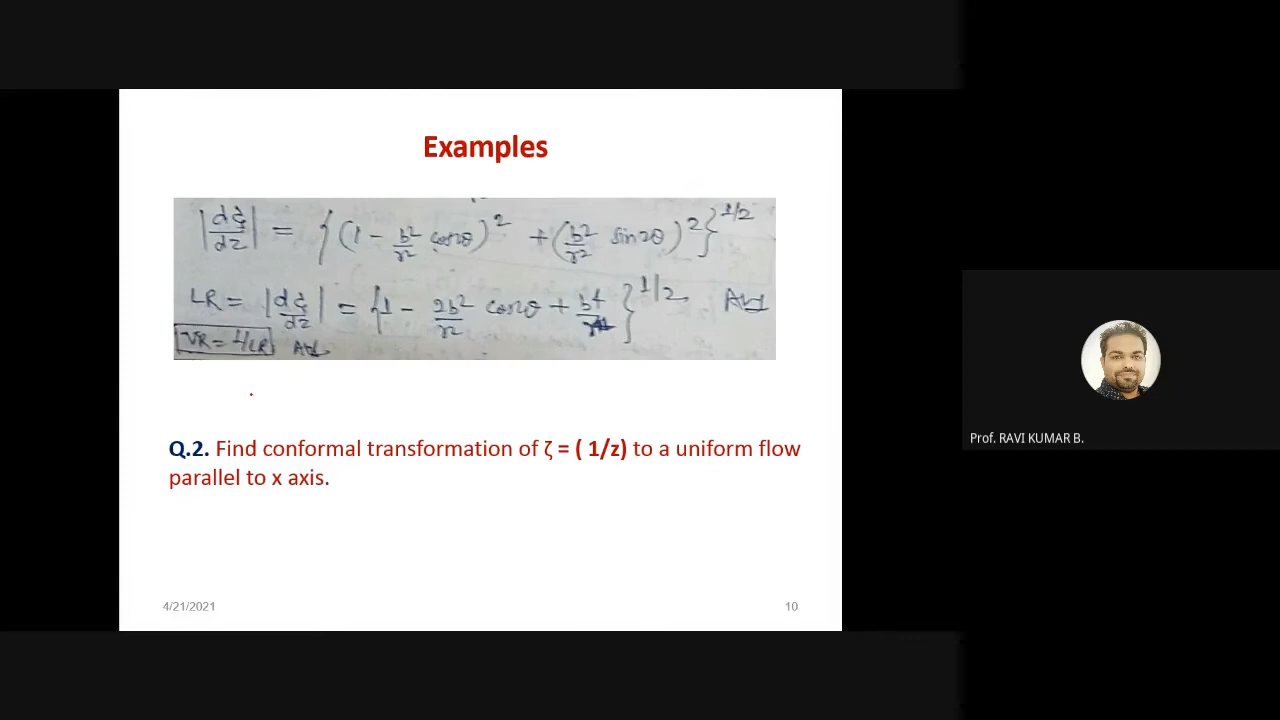 Examples
|dζ/dz| = {(1 - b²/r² cos2θ)² + (b²/r² sin2θ)²}^1/2
LR = |dζ/dz| = {1 - 2b²/r² cos2θ + b⁴/r⁴}^1/2 Ans
VR = 1/LR Ans
Q.2. Find conformal transformation of ζ = ( 1/z) to a uniform flow
parallel to x axis.
4/21/2021
10
Prof. RAVI KUMAR B.